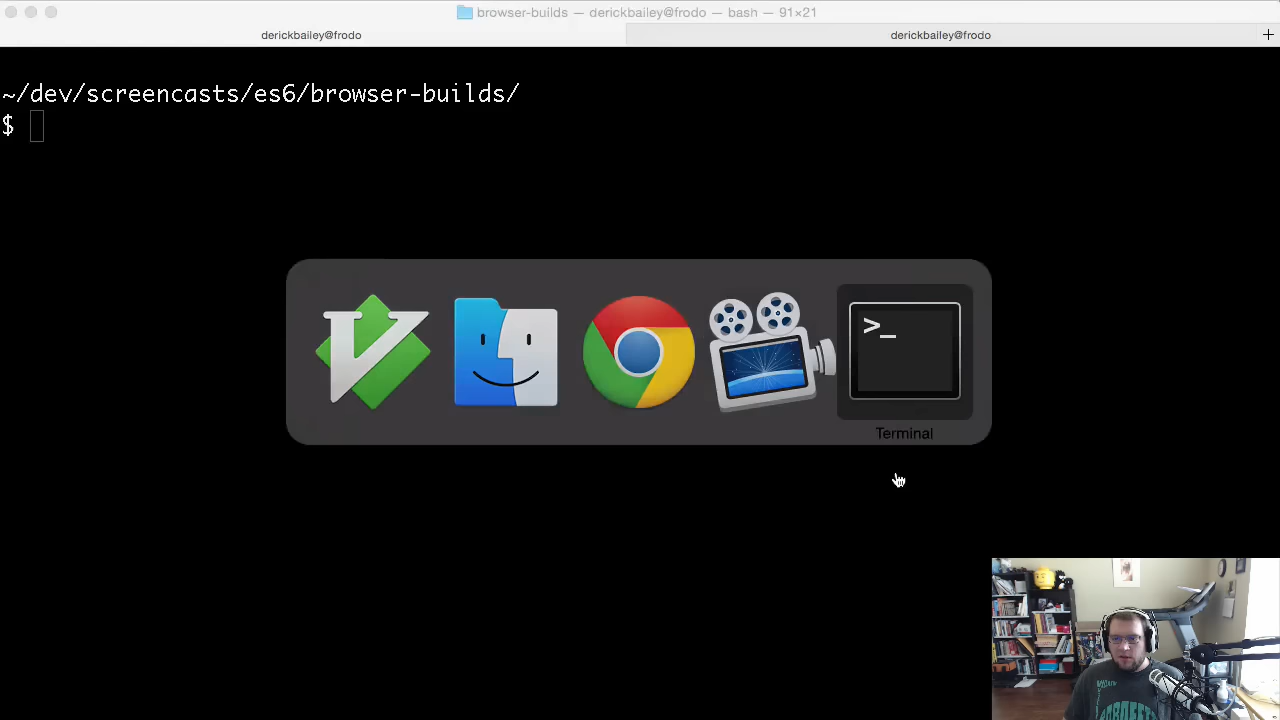 browser-builds — derickbailey@frodo — bash — 91×21
derickbailey@frodo
derickbailey@frodo
~/dev/screencasts/es6/browser-builds/
$
>_
Terminal